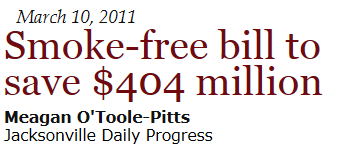 March 10, 2011
Smoke-free bill to
save $404 million
Meagan O'Toole-Pitts
Jacksonville Daily Progress